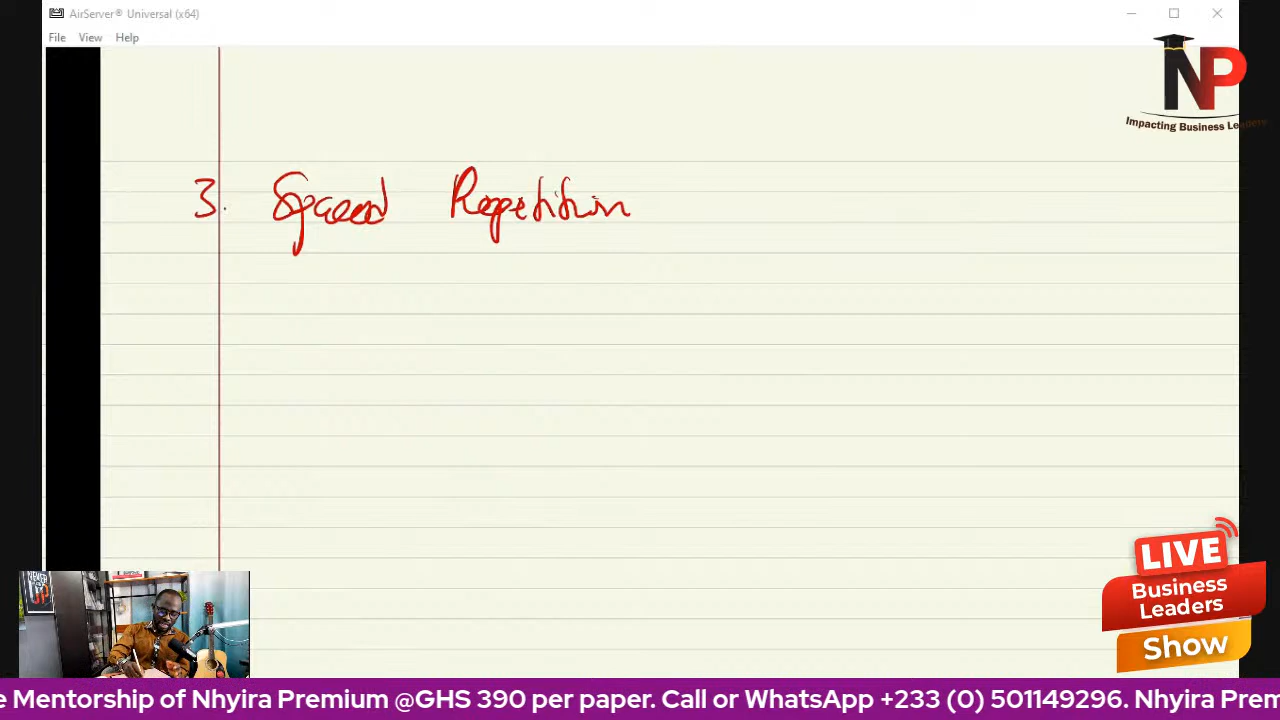 AirServer® Universal (x64)
File View Help
NP
Impacting Business Leaders
3. Spaced Repetition
LIVE
Business
Leaders
Show
e Mentorship of Nhyira Premium @GHS 390 per paper. Call or WhatsApp +233 (0) 501149296. Nhyira Prem